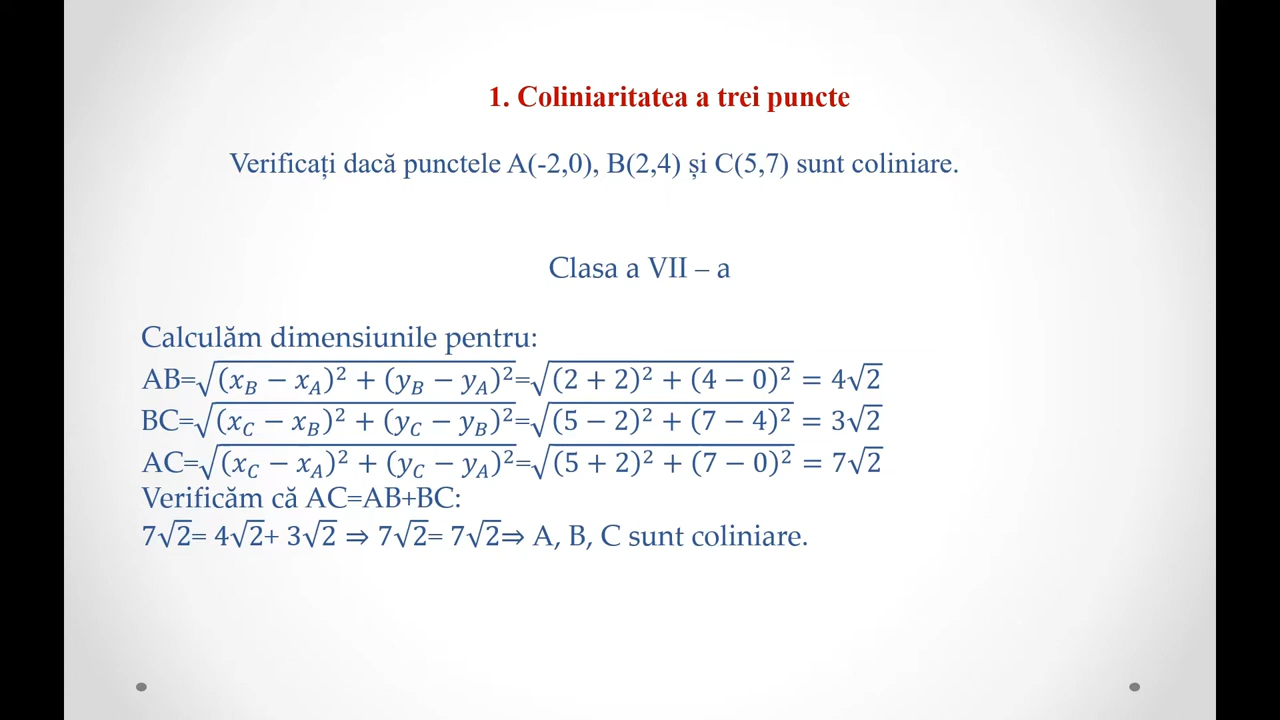 1. Coliniaritatea a trei puncte
Verificați dacă punctele A(-2,0), B(2,4) și C(5,7) sunt coliniare.
Clasa a VII – a
Calculăm dimensiunile pentru:
AB=√((x_B − x_A)² + (y_B − y_A)²)=√((2 + 2)² + (4 − 0)²) = 4√2
BC=√((x_C − x_B)² + (y_C − y_B)²)=√((5 − 2)² + (7 − 4)²) = 3√2
AC=√((x_C − x_A)² + (y_C − y_A)²)=√((5 + 2)² + (7 − 0)²) = 7√2
Verificăm că AC=AB+BC:
7√2= 4√2+ 3√2 ⇒ 7√2= 7√2⇒ A, B, C sunt coliniare.